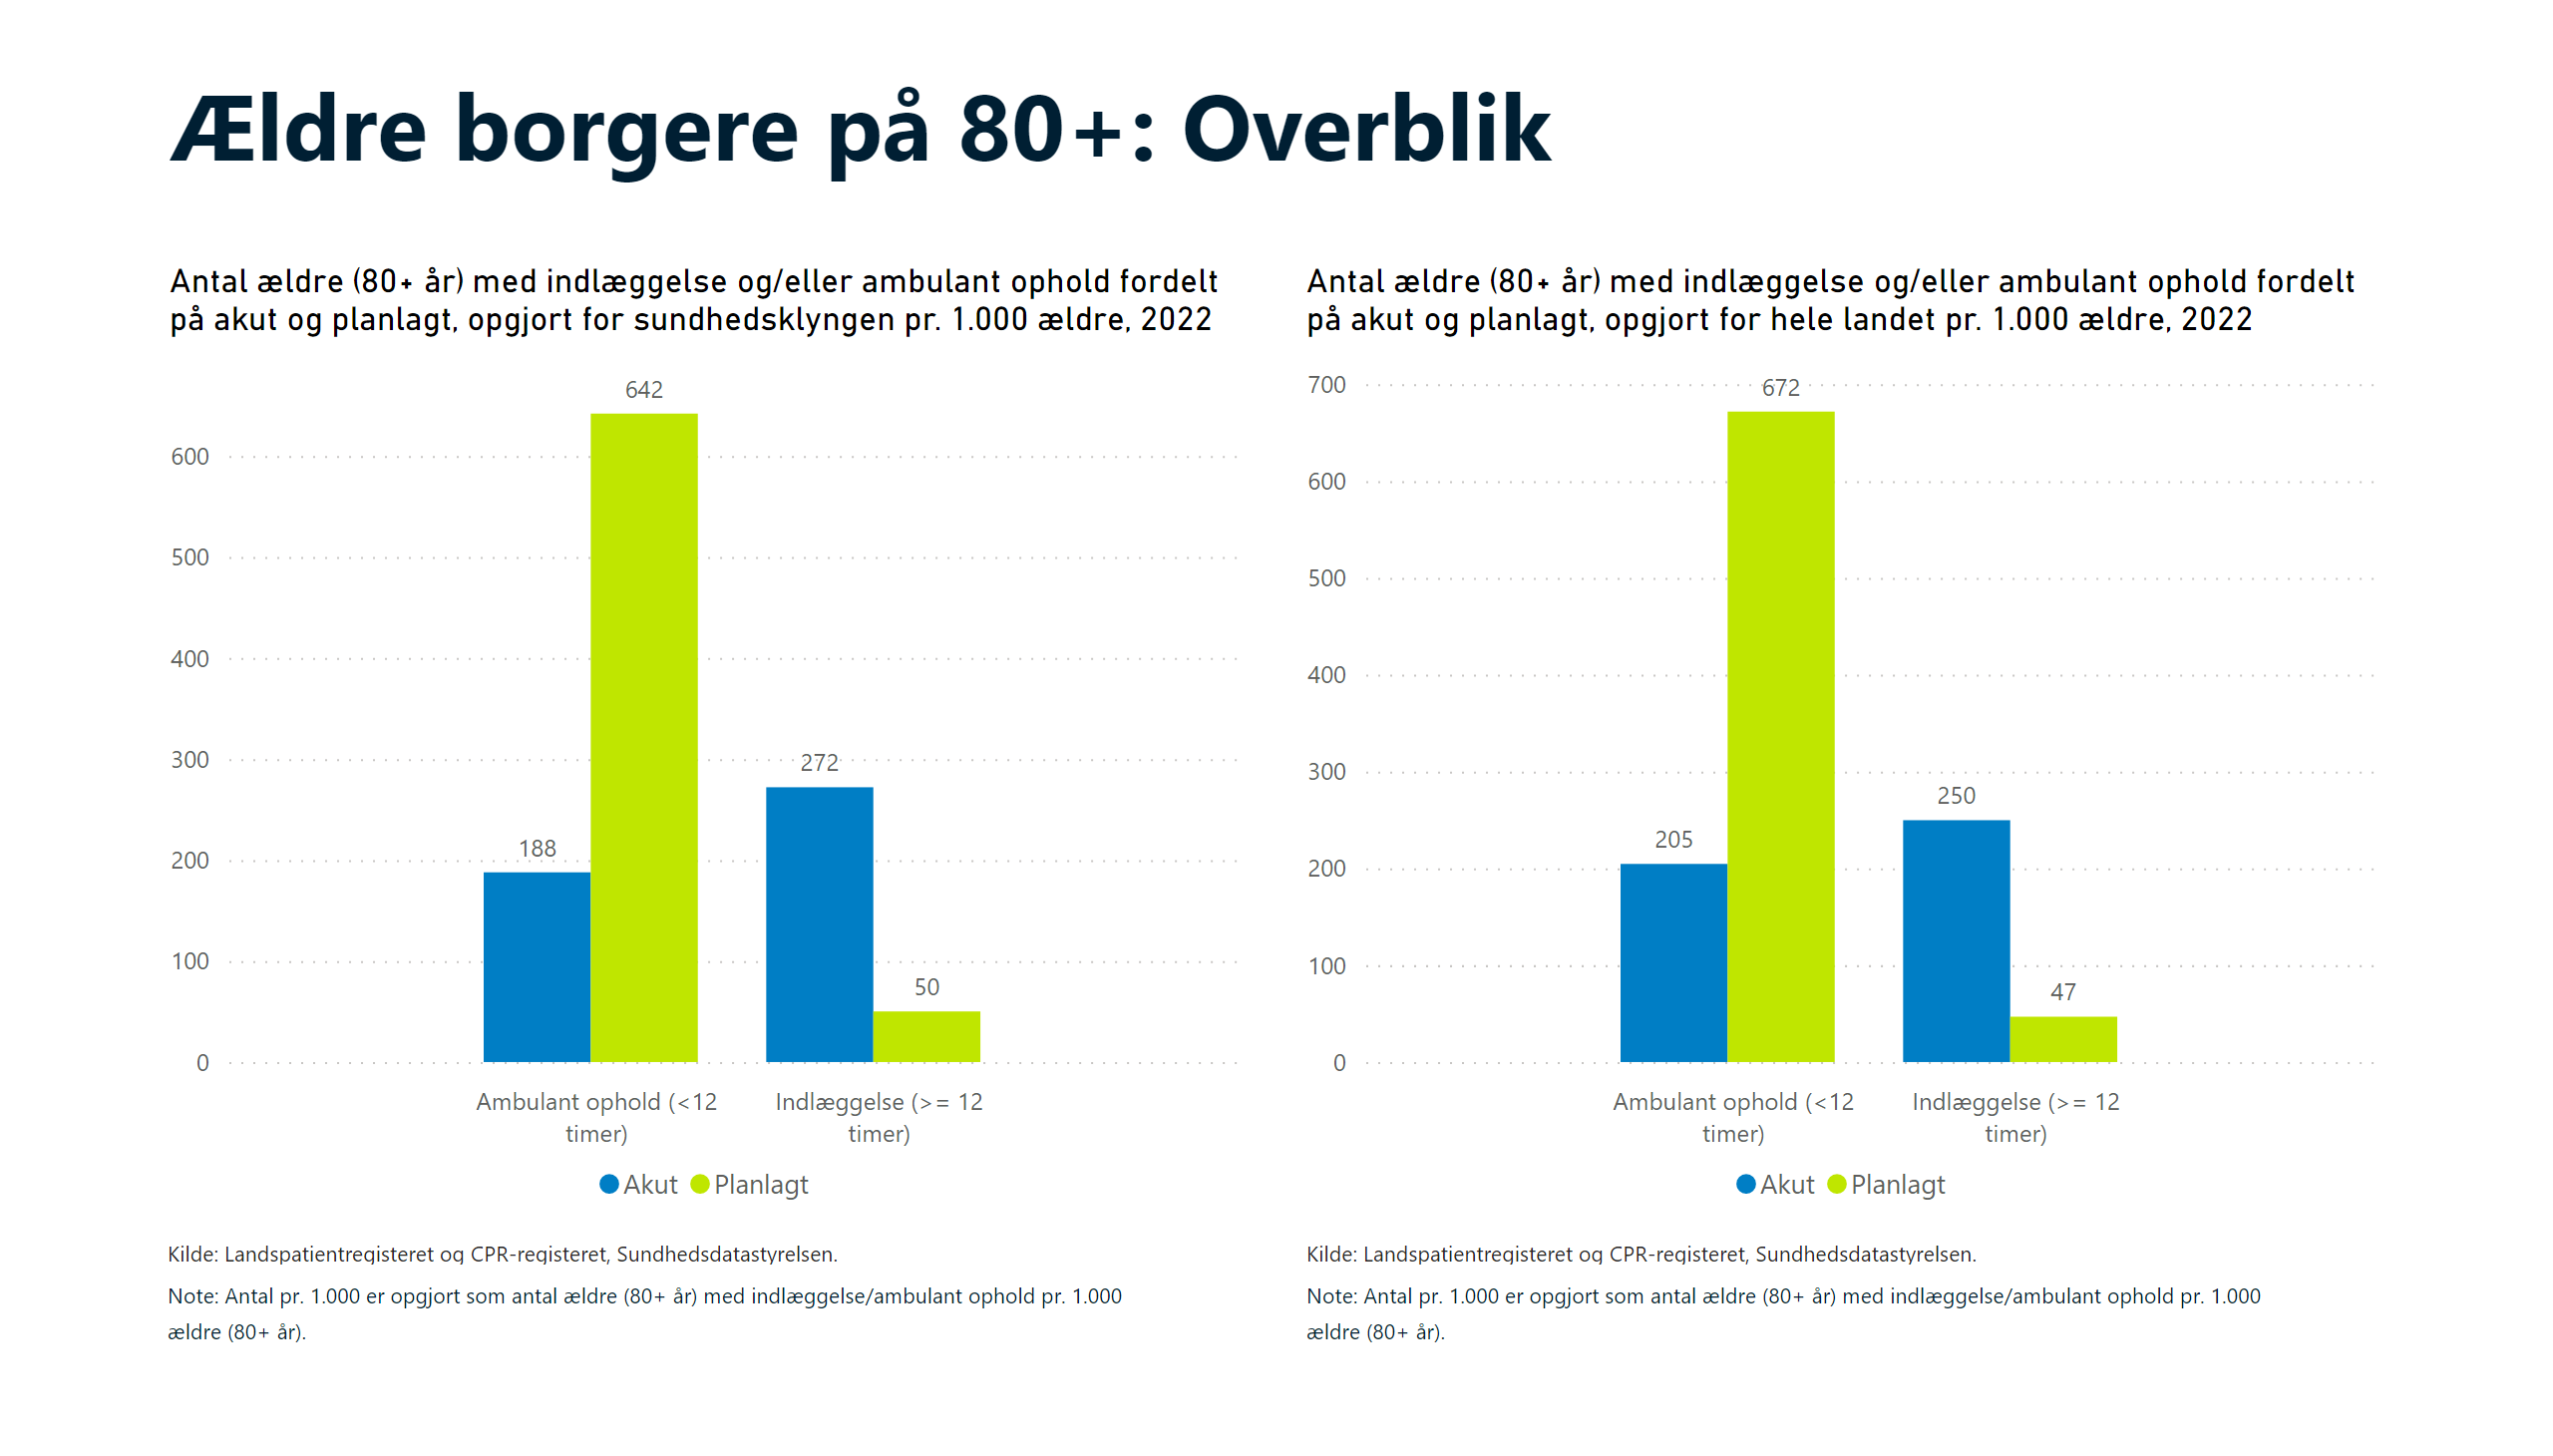 Ældre borgere på 80+: Overblik
Antal ældre (80+ år) med indlæggelse og/eller ambulant ophold fordelt
på akut og planlagt, opgjort for sundhedsklyngen pr. 1.000 ældre, 2022
642
600
500
400
300
272
200
188
100
50
0
Ambulant ophold (<12
timer)
Indlæggelse (>= 12
timer)
Akut Planlagt
Kilde: Landspatientregisteret og CPR-registeret, Sundhedsdatastyrelsen.
Note: Antal pr. 1.000 er opgjort som antal ældre (80+ år) med indlæggelse/ambulant ophold pr. 1.000
ældre (80+ år).
Antal ældre (80+ år) med indlæggelse og/eller ambulant ophold fordelt
på akut og planlagt, opgjort for hele landet pr. 1.000 ældre, 2022
700
672
600
500
400
300
250
205
200
100
47
0
Ambulant ophold (<12
timer)
Indlæggelse (>= 12
timer)
Akut Planlagt
Kilde: Landspatientregisteret og CPR-registeret, Sundhedsdatastyrelsen.
Note: Antal pr. 1.000 er opgjort som antal ældre (80+ år) med indlæggelse/ambulant ophold pr. 1.000
ældre (80+ år).